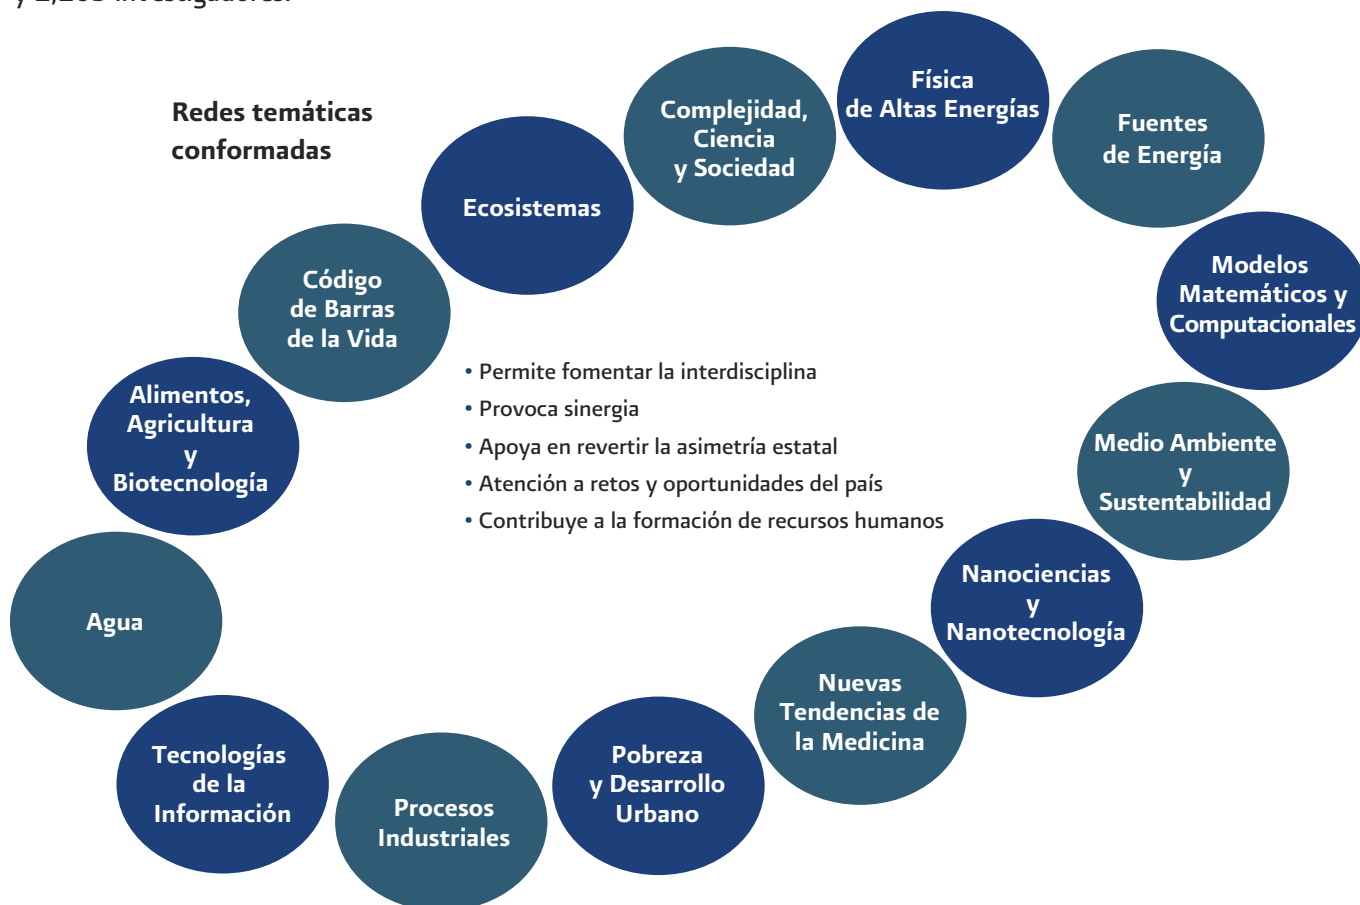 Redes temáticas
conformadas
Física
de Altas Energías
Complejidad,
Ciencia
y Sociedad
Fuentes
de Energía
Ecosistemas
Modelos
Matemáticos y
Computacionales
Código
de Barras
de la Vida
• Permite fomentar la interdisciplina
• Provoca sinergia
• Apoya en revertir la asimetría estatal
• Atención a retos y oportunidades del país
• Contribuye a la formación de recursos humanos
Alimentos,
Agricultura
y
Biotecnología
Medio Ambiente
y
Sustentabilidad
Nanociencias
y
Nanotecnología
Agua
Nuevas
Tendencias de
la Medicina
Tecnologías
de la
Información
Pobreza
y Desarrollo
Urbano
Procesos
Industriales